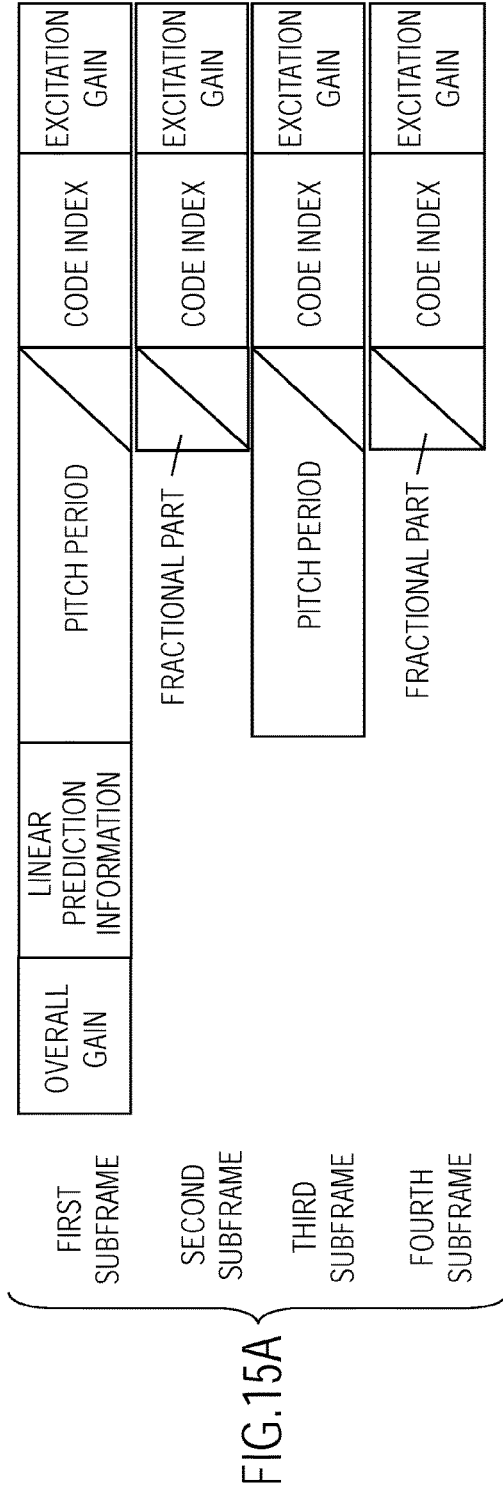 FIG.15A
FIRST
SUBFRAME
OVERALL
GAIN
LINEAR
PREDICTION
INFORMATION
PITCH PERIOD
CODE INDEX
EXCITATION
GAIN
SECOND
SUBFRAME
FRACTIONAL PART
CODE INDEX
EXCITATION
GAIN
THIRD
SUBFRAME
PITCH PERIOD
CODE INDEX
EXCITATION
GAIN
FOURTH
SUBFRAME
FRACTIONAL PART
CODE INDEX
EXCITATION
GAIN